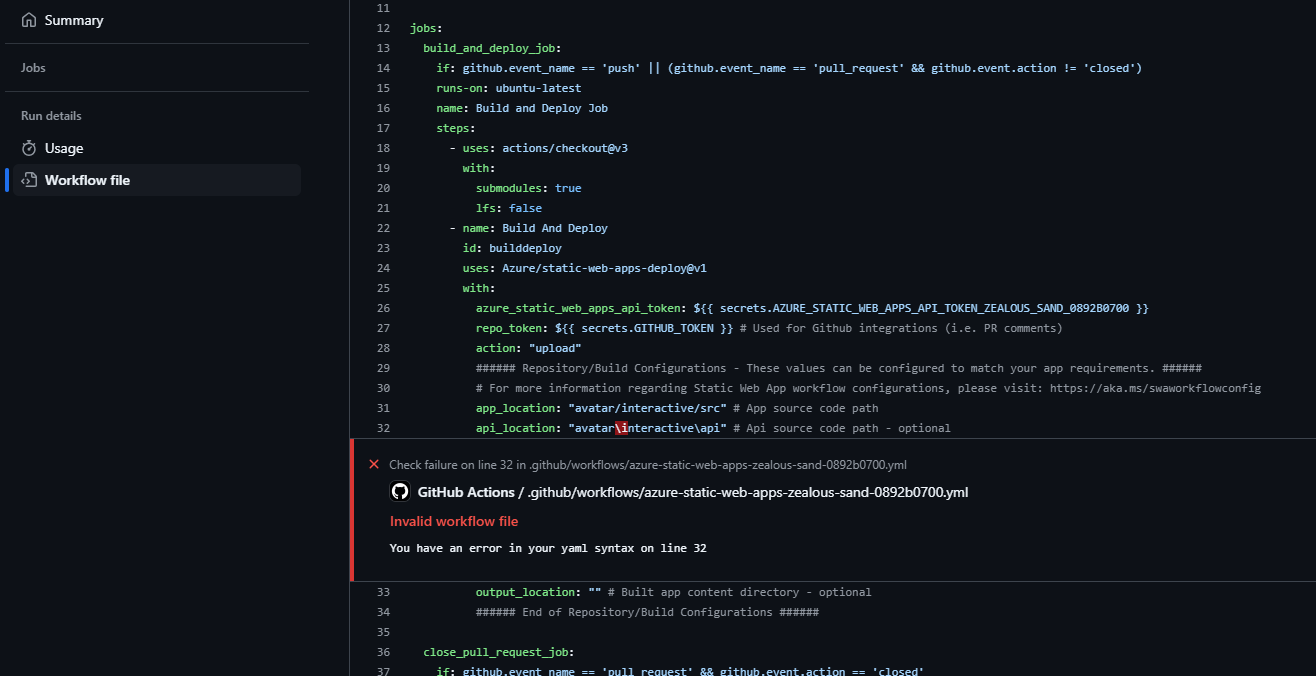 Summary
Jobs
Run details
Usage
Workflow file
11
12 jobs:
13 build_and_deploy_job:
14 if: github.event_name == 'push' || (github.event_name == 'pull_request' && github.event.action != 'closed')
15 runs-on: ubuntu-latest
16 name: Build and Deploy Job
17 steps:
18 - uses: actions/checkout@v3
19 with:
20 submodules: true
21 lfs: false
22 - name: Build And Deploy
23 id: builddeploy
24 uses: Azure/static-web-apps-deploy@v1
25 with:
26 azure_static_web_apps_api_token: ${{ secrets.AZURE_STATIC_WEB_APPS_API_TOKEN_ZEALOUS_SAND_0892B0700 }}
27 repo_token: ${{ secrets.GITHUB_TOKEN }} # Used for Github integrations (i.e. PR comments)
28 action: "upload"
29 ###### Repository/Build Configurations - These values can be configured to match your app requirements. ######
30 # For more information regarding Static Web App workflow configurations, please visit: https://aka.ms/swaworkflowconfig
31 app_location: "avatar/interactive/src" # App source code path
32 api_location: "avatar\interactive\api" # Api source code path - optional
Check failure on line 32 in .github/workflows/azure-static-web-apps-zealous-sand-0892b0700.yml
GitHub Actions / .github/workflows/azure-static-web-apps-zealous-sand-0892b0700.yml
Invalid workflow file
You have an error in your yaml syntax on line 32
33 output_location: "" # Built app content directory - optional
34 ###### End of Repository/Build Configurations ######
35
36 close_pull_request_job:
37 if: github.event_name == 'pull_request' && github.event.action == 'closed'